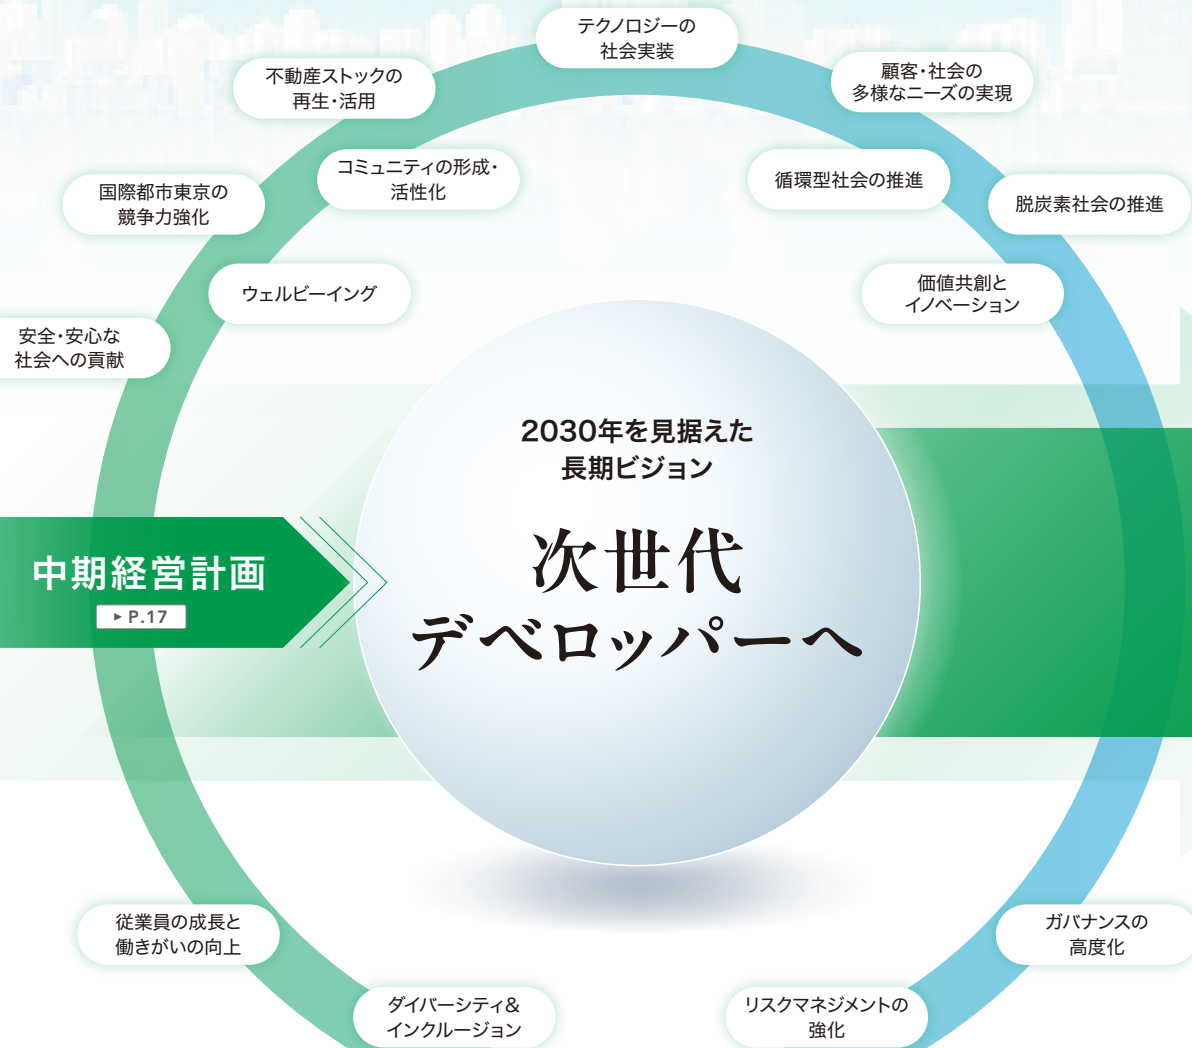 テクノロジーの
社会実装
不動産ストックの
再生・活用
顧客・社会の
多様なニーズの実現
コミュニティの形成・
活性化
循環型社会の推進
国際都市東京の
競争力強化
脱炭素社会の推進
ウェルビーイング
価値共創と
イノベーション
安全・安心な
社会への貢献
2030年を見据えた
長期ビジョン
次世代
デベロッパーへ
中期経営計画
▶ P.17
従業員の成長と
働きがいの向上
ガバナンスの
高度化
ダイバーシティ&
インクルージョン
リスクマネジメントの
強化